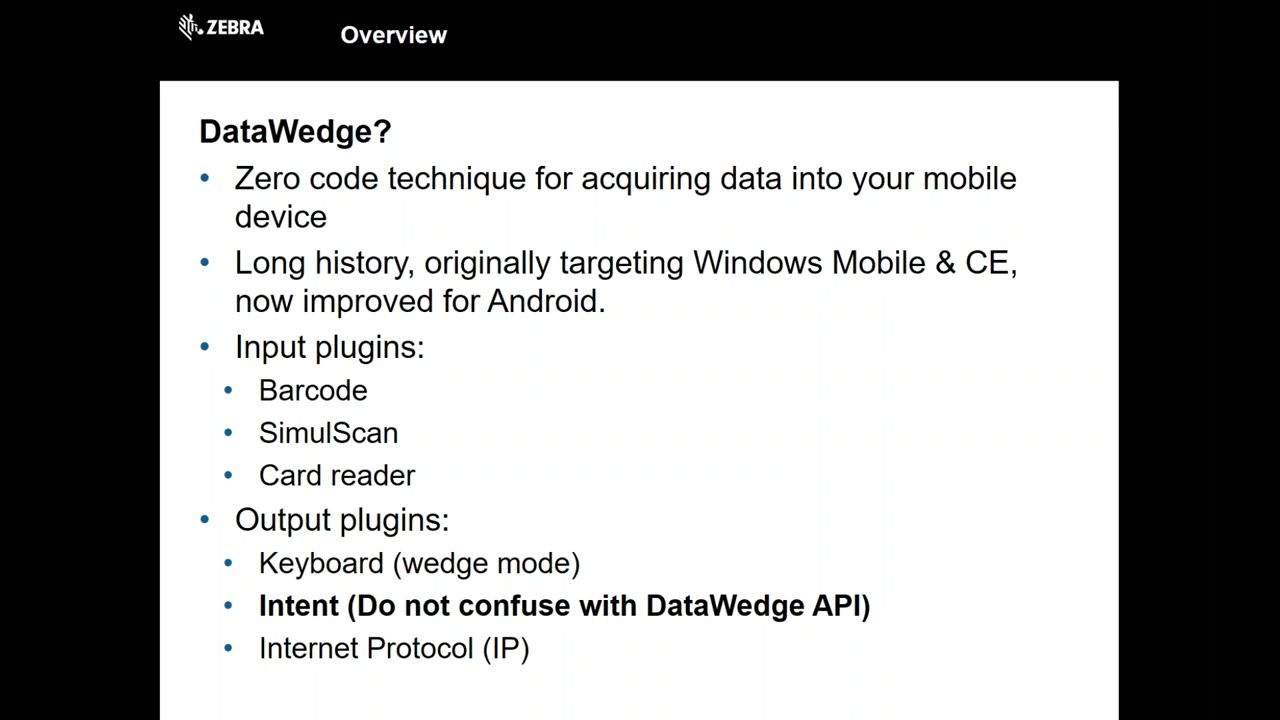 ZEBRA
Overview
DataWedge?
• Zero code technique for acquiring data into your mobile
device
• Long history, originally targeting Windows Mobile & CE,
now improved for Android.
• Input plugins:
• Barcode
• SimulScan
• Card reader
• Output plugins:
• Keyboard (wedge mode)
• Intent (Do not confuse with DataWedge API)
• Internet Protocol (IP)